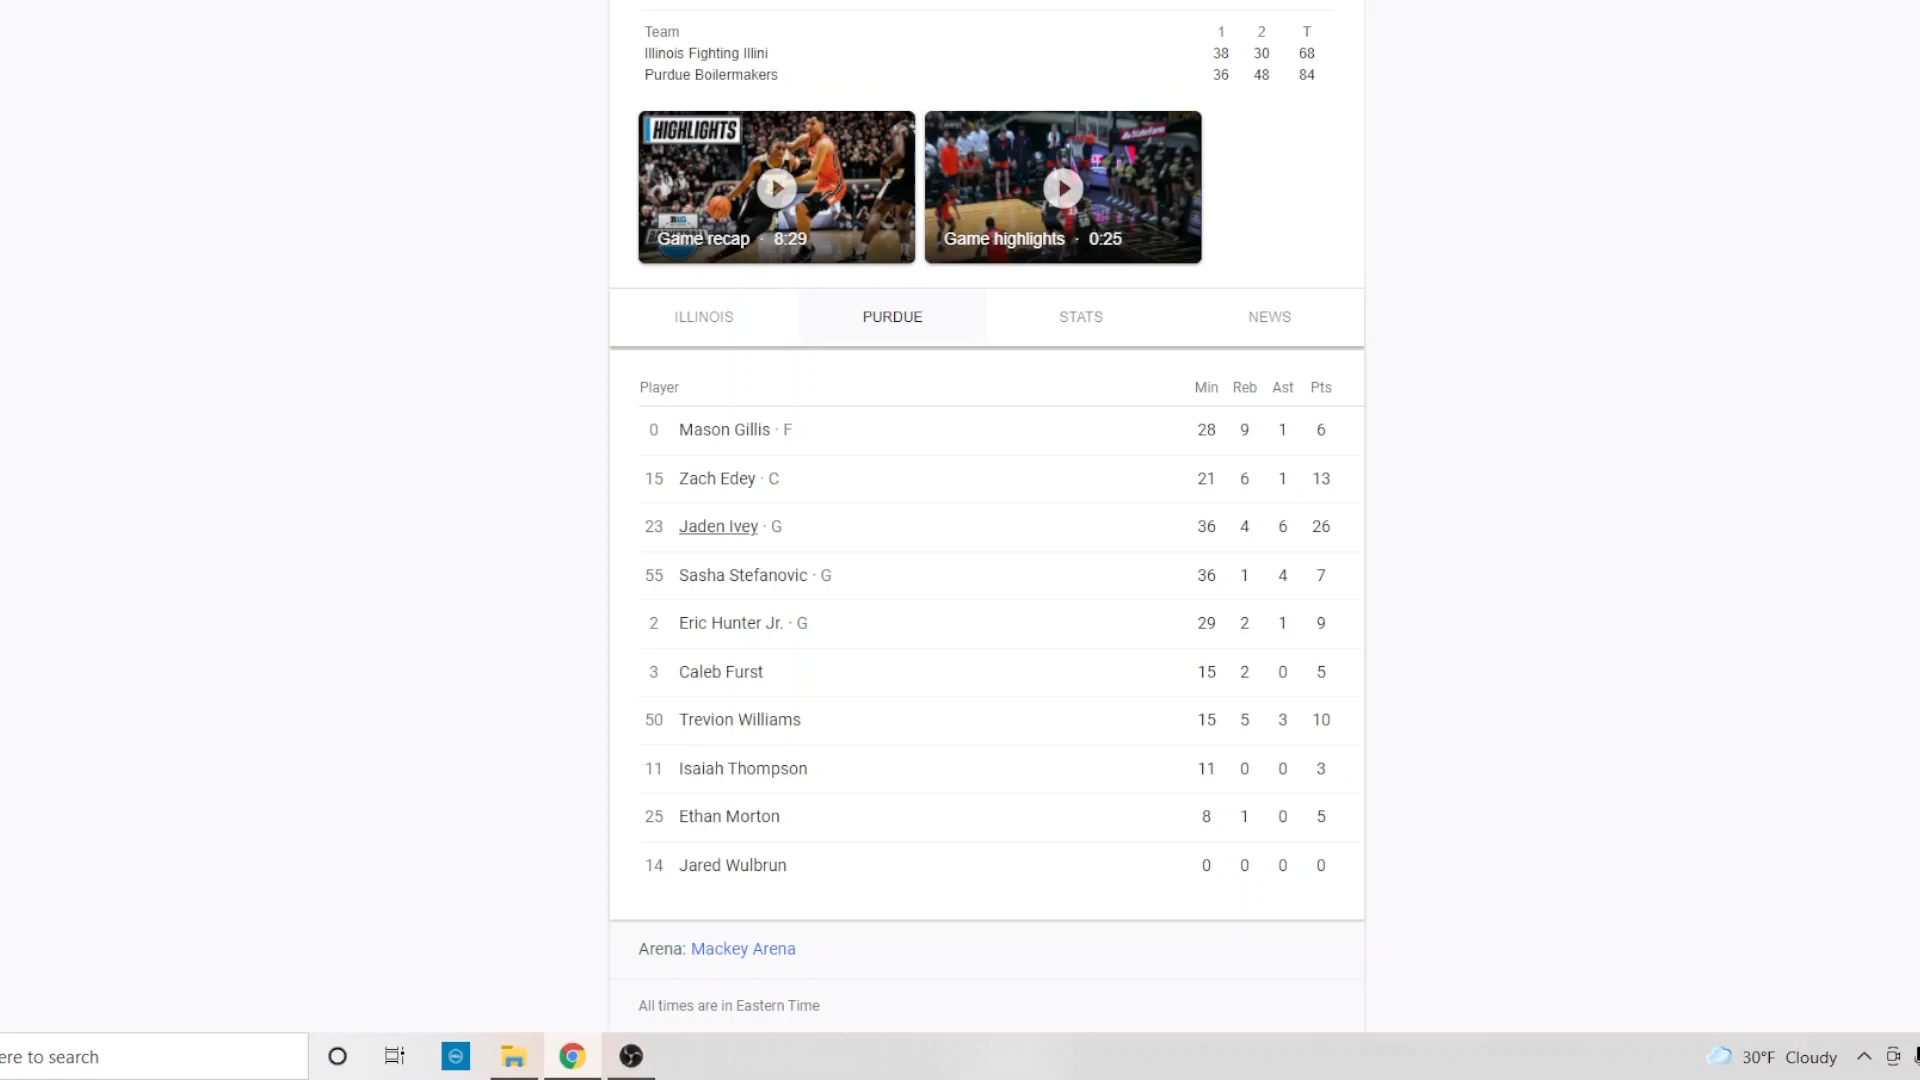 Team 1 2 T
Illinois Fighting Illini 38 30 68
Purdue Boilermakers 36 48 84
HIGHLIGHTS
Game recap · 8:29
StateFarm
Game highlights · 0:25
ILLINOIS PURDUE STATS NEWS
Player Min Reb Ast Pts
0 Mason Gillis · F 28 9 1 6
15 Zach Edey · C 21 6 1 13
23 Jaden Ivey · G 36 4 6 26
55 Sasha Stefanovic · G 36 1 4 7
2 Eric Hunter Jr. · G 29 2 1 9
3 Caleb Furst 15 2 0 5
50 Trevion Williams 15 5 3 10
11 Isaiah Thompson 11 0 0 3
25 Ethan Morton 8 1 0 5
14 Jared Wulbrun 0 0 0 0
Arena: Mackey Arena
All times are in Eastern Time
ere to search
30°F Cloudy